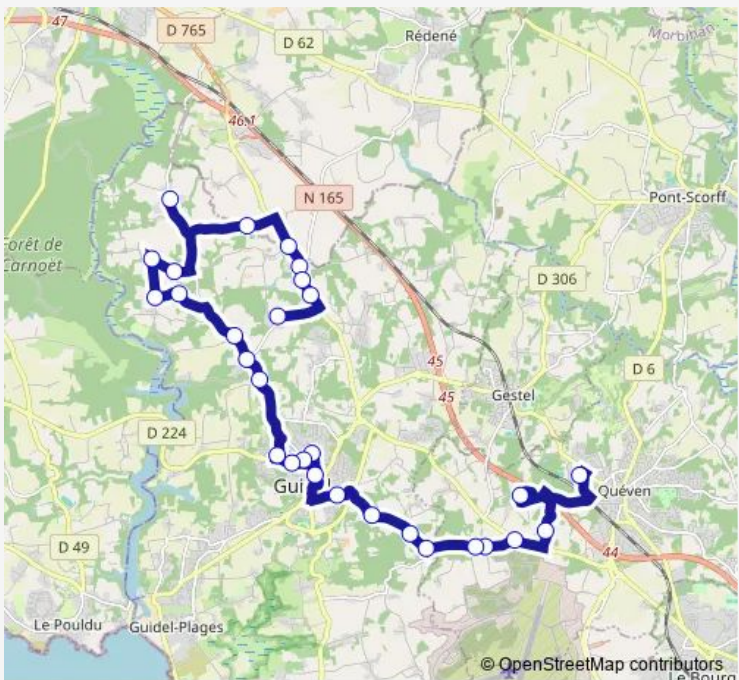 47
D 765
D 62
Rédené
Morbihan
46.1
N 165
Pont-Scorff
Forêt de
Carnoët
D 306
45
45
D 6
Gestel
D 224
Gui
Quéven
D 49
44
Le Pouldu
Guidel-Plages
© OpenStreetMap contributors
Le Bourg